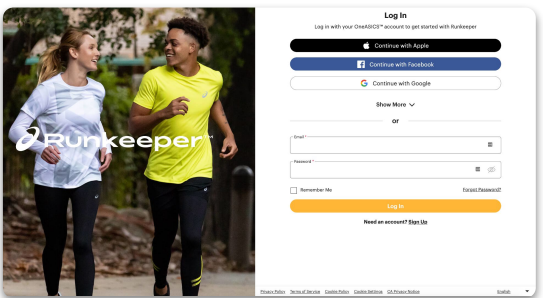 Runkeeper™
Log In
Log in with your OneASICS™ account to get started with Runkeeper
Continue with Apple
Continue with Facebook
Continue with Google
Show More
or
Email *
Password *
Remember Me
Forgot Password?
Log In
Need an account? Sign Up
Privacy Policy Terms of Service Cookie Policy Cookie Settings CA Privacy Notice English